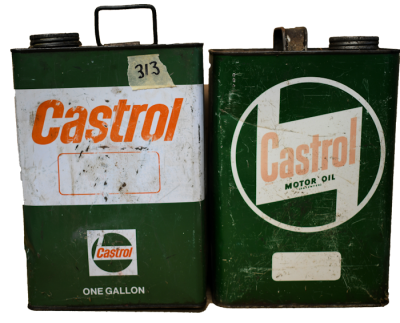 313
Castrol
Castrol
ONE GALLON
Castrol
MOTOR OIL